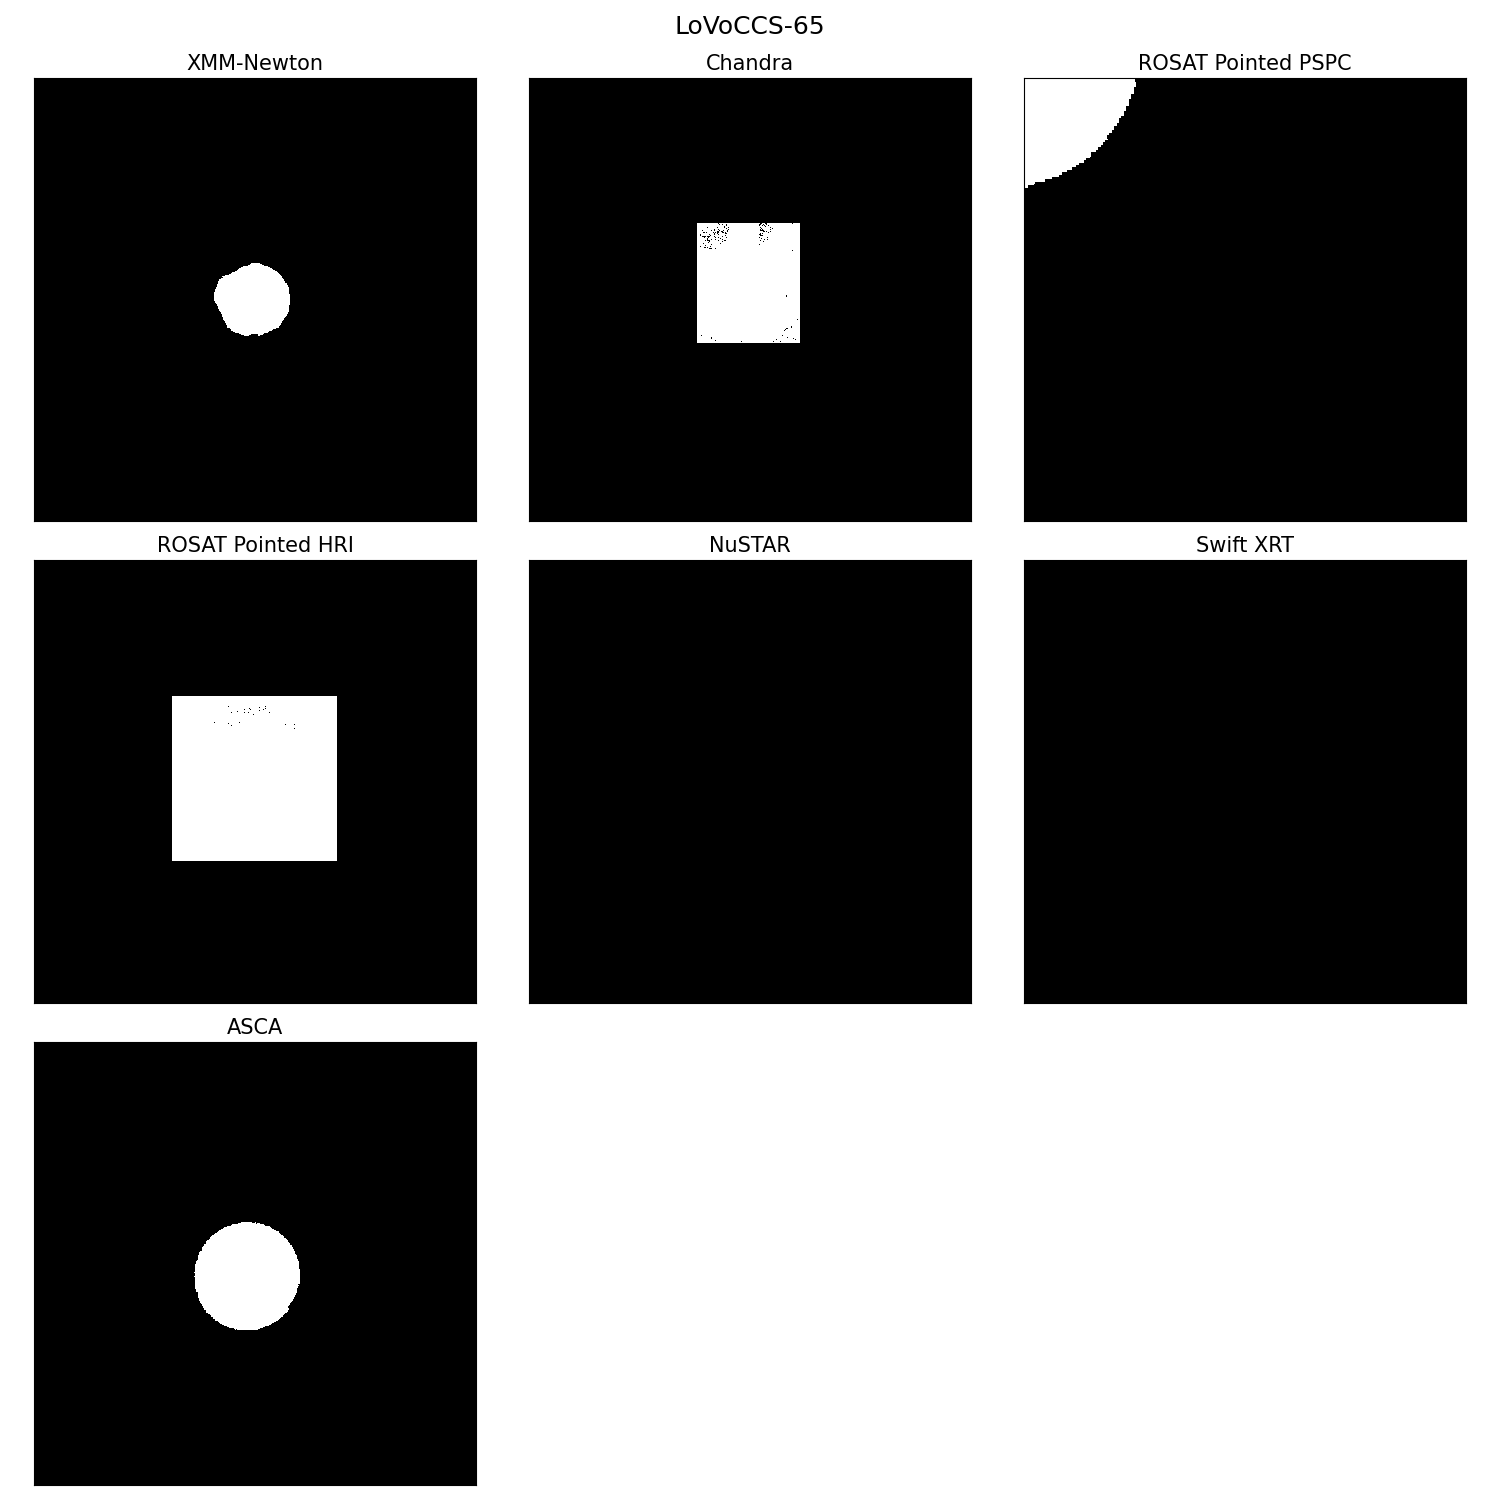 LoVoCCS-65
XMM-Newton
Chandra
ROSAT Pointed PSPC
ROSAT Pointed HRI
NuSTAR
Swift XRT
ASCA